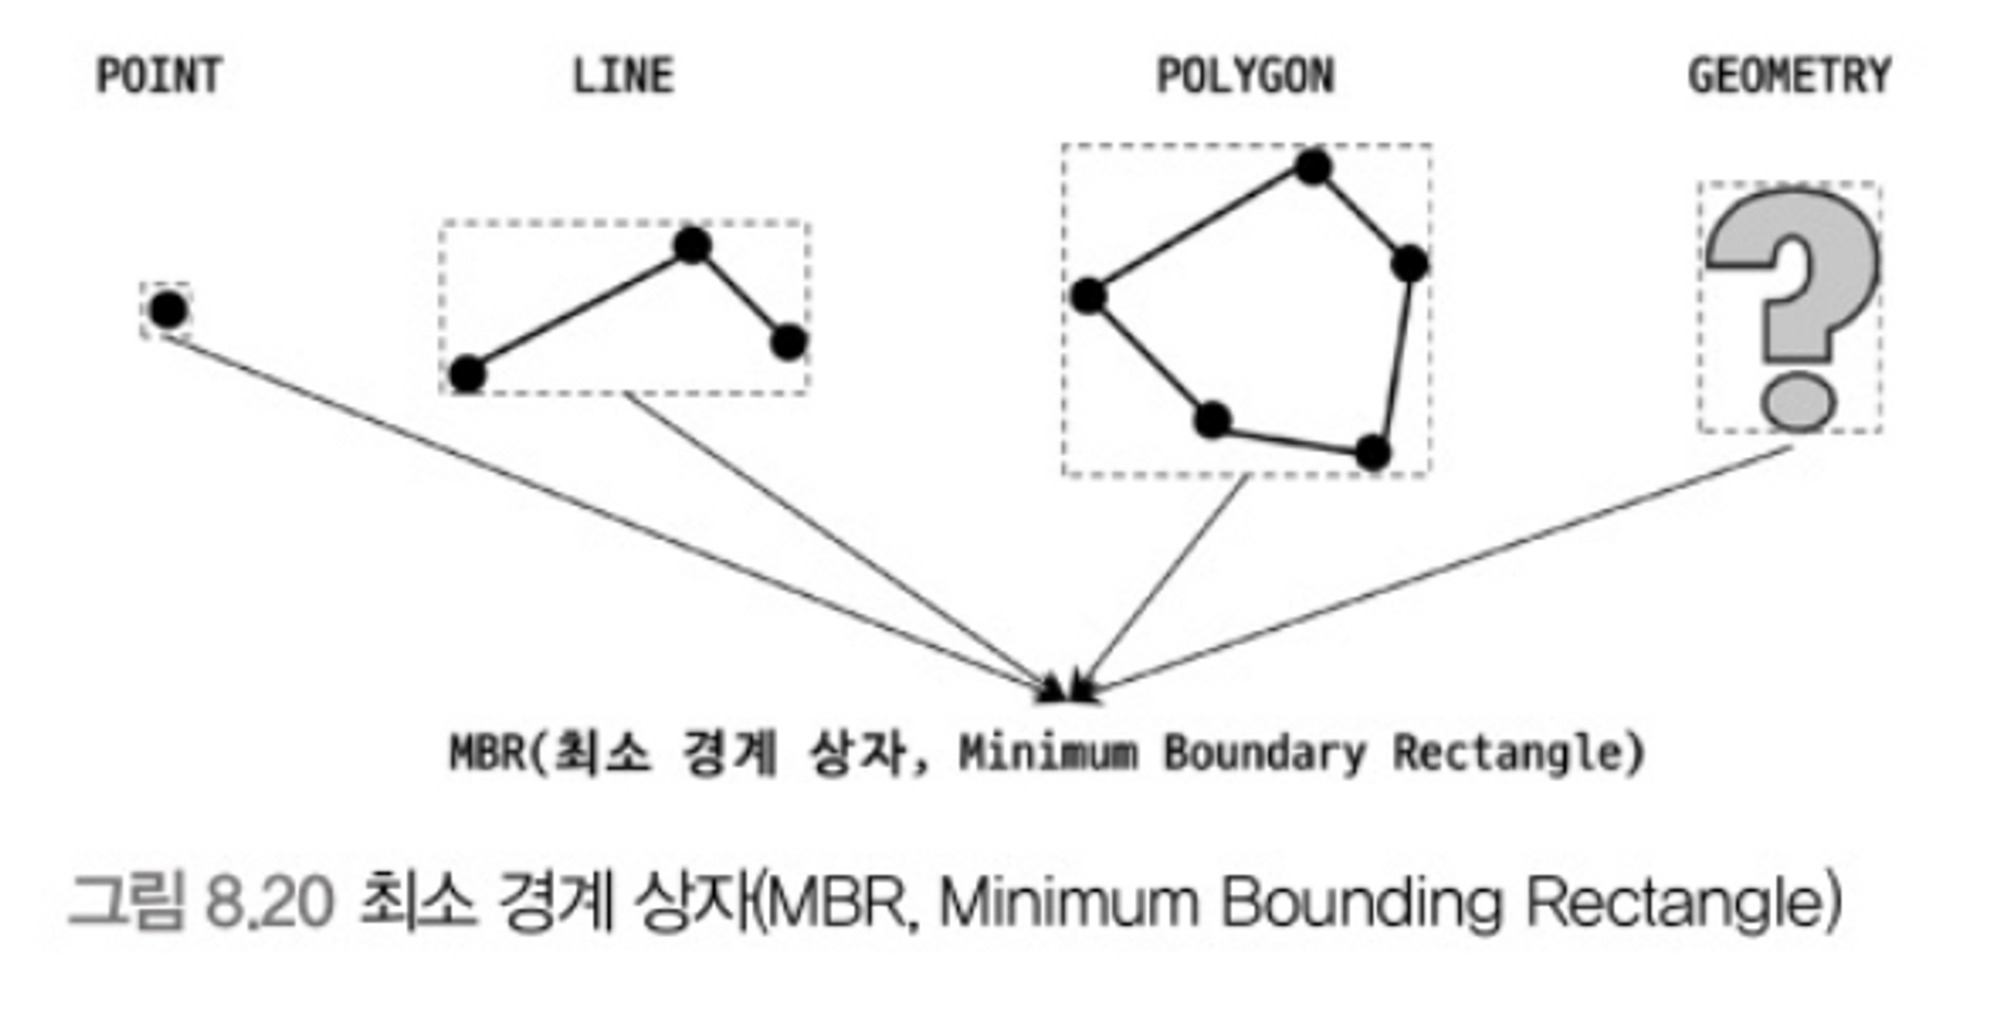 POINT LINE POLYGON GEOMETRY
?
MBR(최소 경계 상자, Minimum Boundary Rectangle)
그림 8.20 최소 경계 상자(MBR, Minimum Bounding Rectangle)